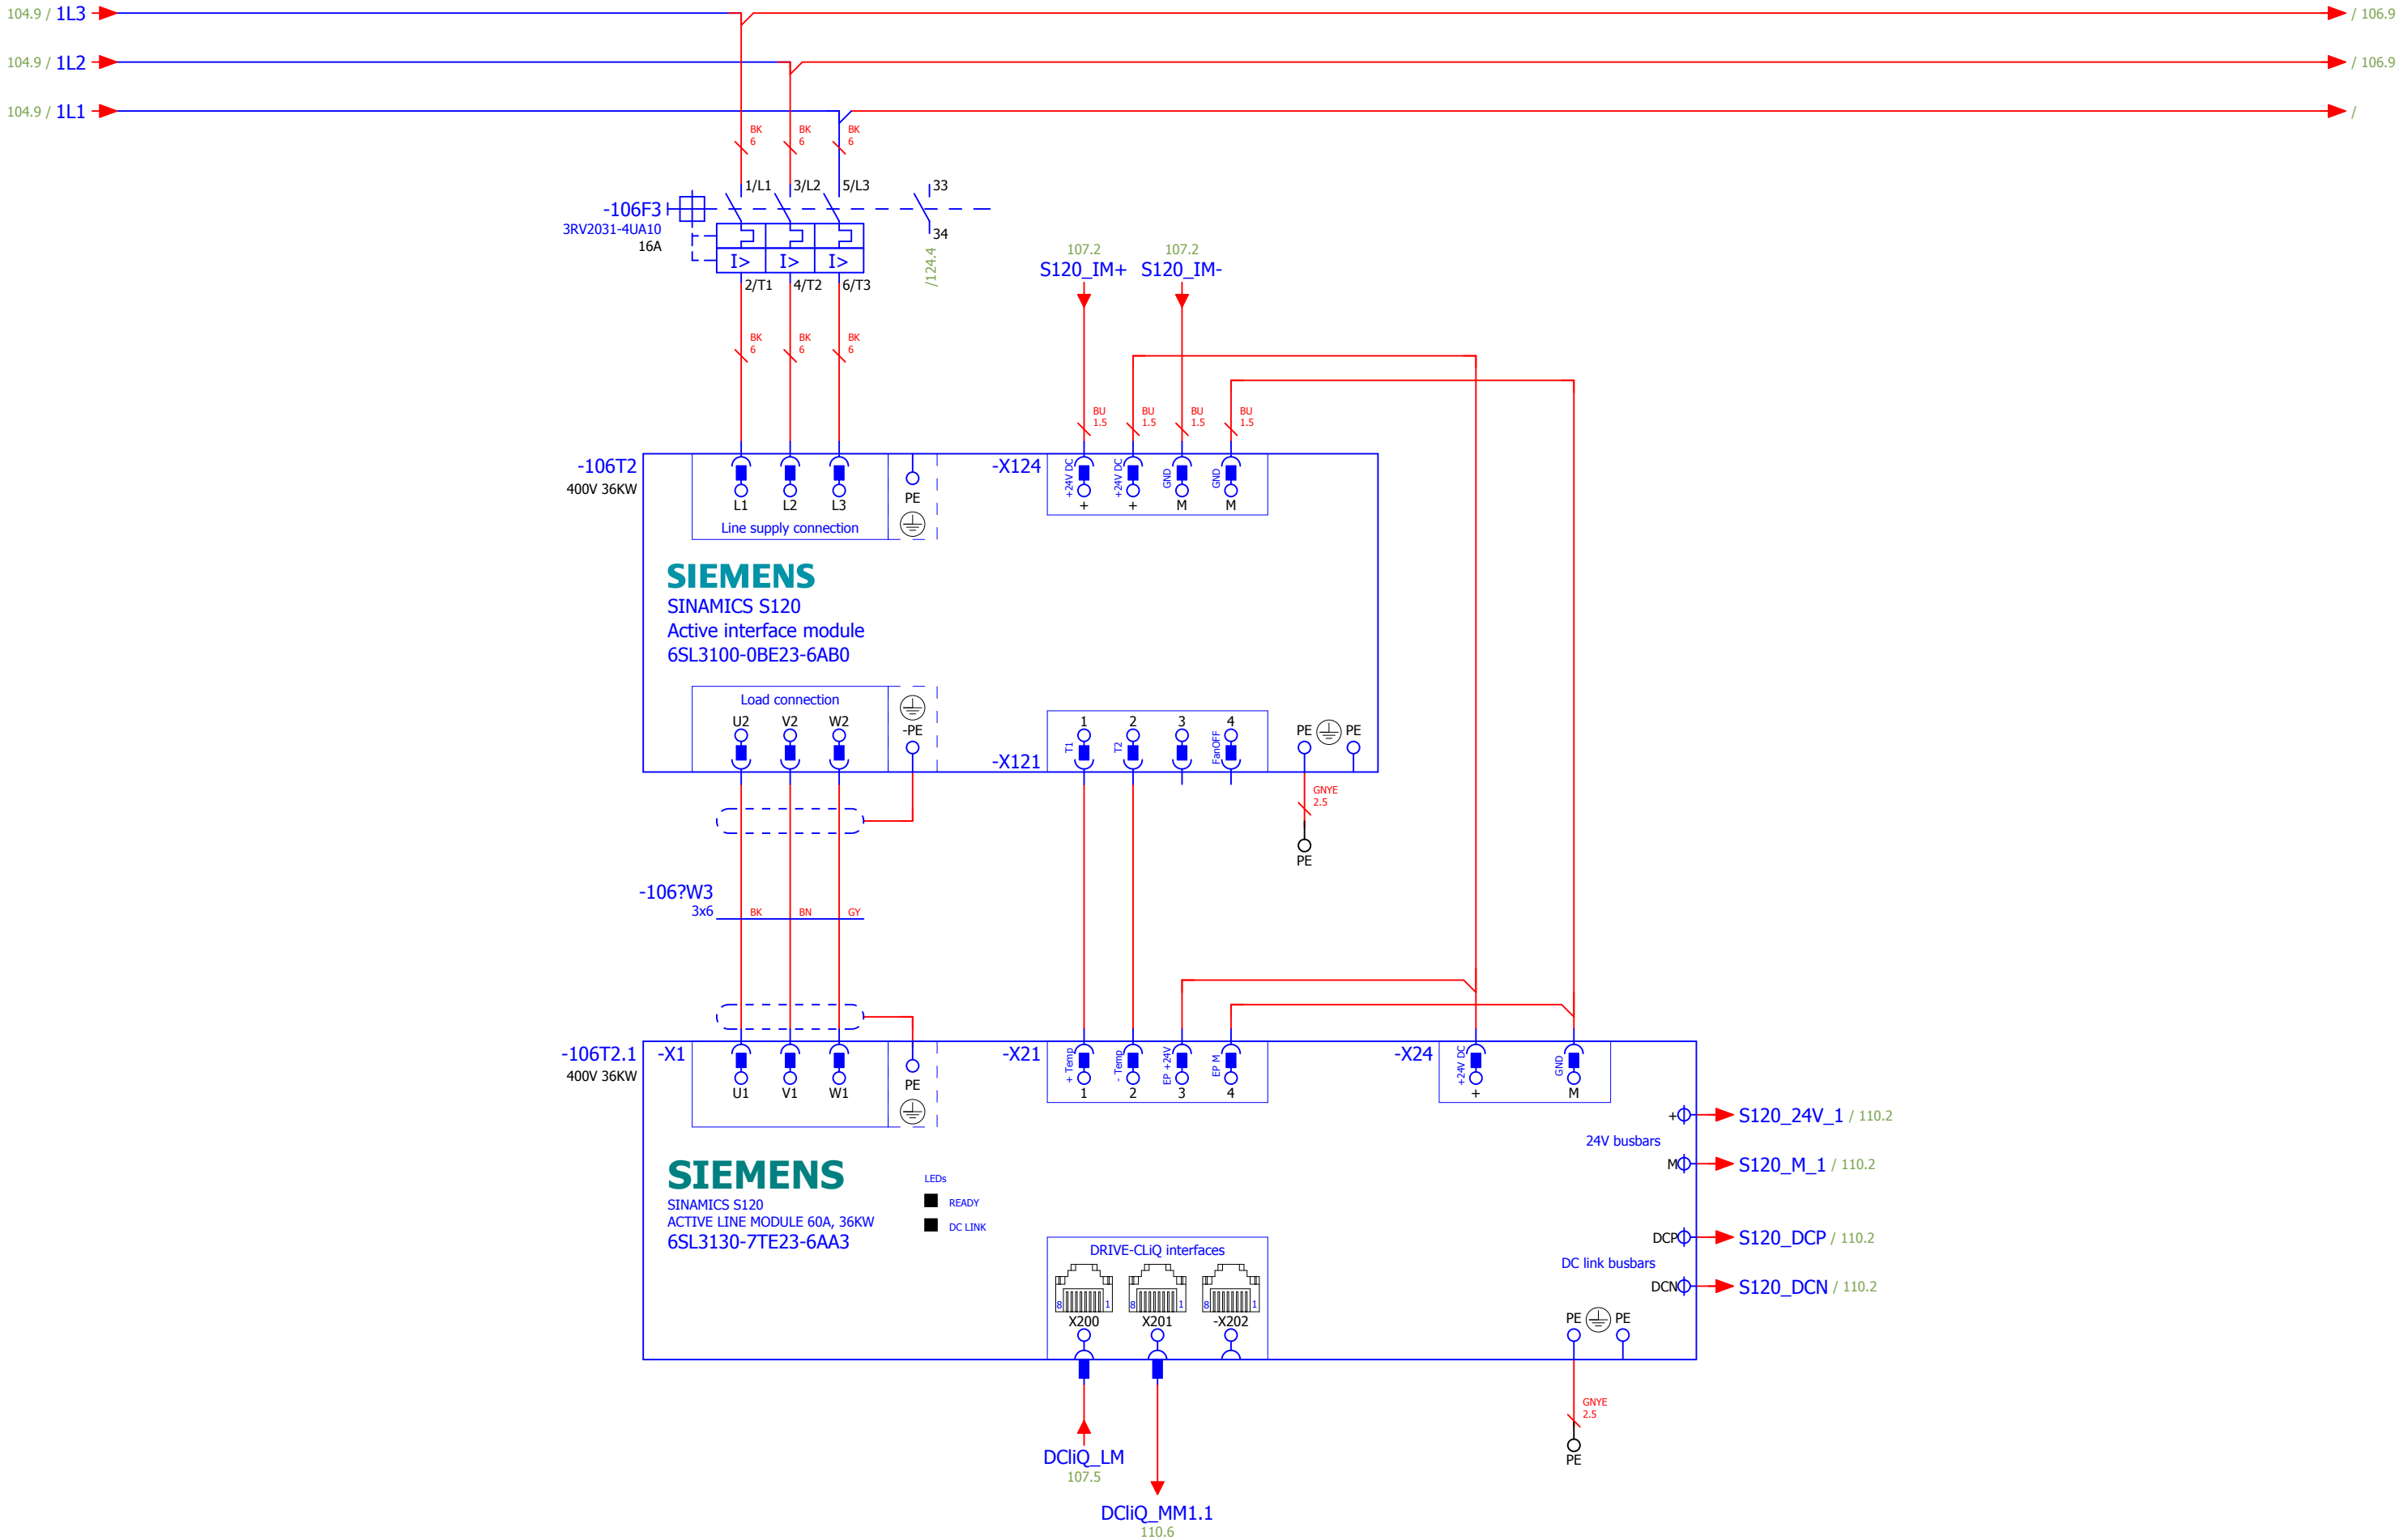 104.9 / 1L3
/ 106.9
104.9 / 1L2
/ 106.9
104.9 / 1L1
/
BK
6
BK
6
BK
6
1/L1
3/L2
5/L3
33
-106F3
3RV2031-4UA10
16A
34
/124.4
I>
I>
I>
2/T1
4/T2
6/T3
107.2
107.2
S120_IM+
S120_IM-
BK
6
BK
6
BK
6
BU
1.5
BU
1.5
BU
1.5
BU
1.5
-106T2
400V 36KW
-X124
+24V DC
+24V DC
GND
GND
L1
L2
L3
PE
+
+
M
M
Line supply connection
SIEMENS
SINAMICS S120
Active interface module
6SL3100-0BE23-6AB0
Load connection
U2
V2
W2
-PE
1
2
3
4
PE
PE
T1
T2
FanOFF
-X121
GNYE
2.5
PE
-106?W3
3x6
BK
BN
GY
-106T2.1
400V 36KW
-X1
-X21
+ Temp
- Temp
EP +24V
EP M
-X24
+24V DC
GND
U1
V1
W1
PE
1
2
3
4
+
M
+
S120_24V_1 / 110.2
24V busbars
M
S120_M_1 / 110.2
SIEMENS
SINAMICS S120
ACTIVE LINE MODULE 60A, 36KW
6SL3130-7TE23-6AA3
LEDs
READY
DC LINK
DCP
S120_DCP / 110.2
DC link busbars
DCN
S120_DCN / 110.2
DRIVE-CLiQ interfaces
8
1
8
1
8
1
X200
X201
-X202
PE
PE
GNYE
2.5
PE
DCliQ_LM
107.5
DCliQ_MM1.1
110.6